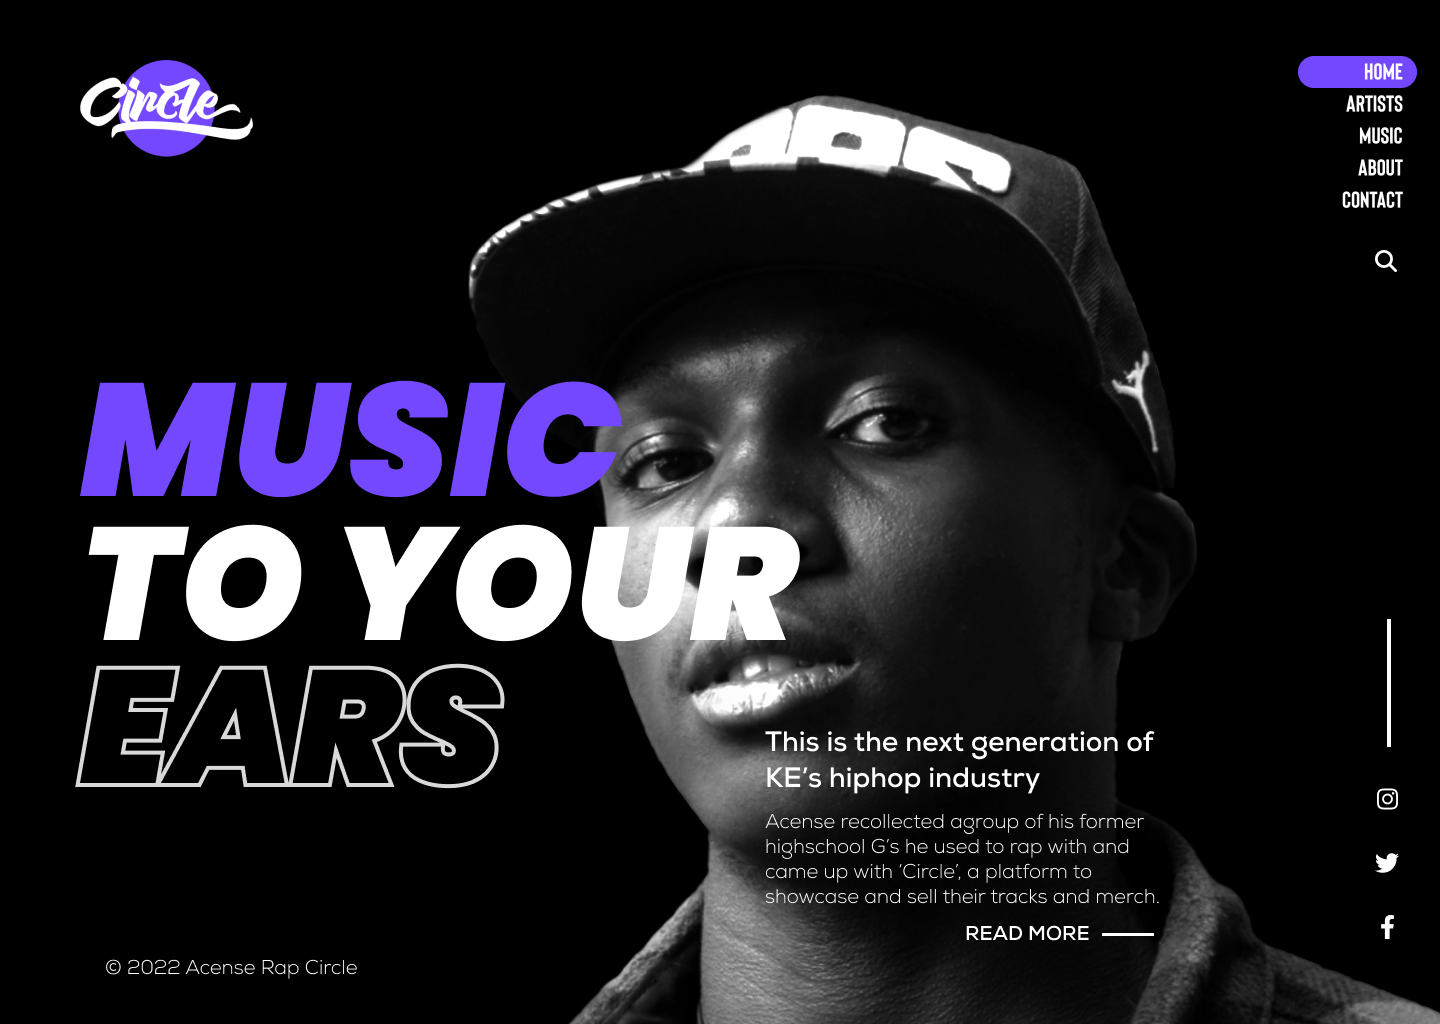 Circle
HOME
ARTISTS
MUSIC
ABOUT
CONTACT
MUSIC
TO YOUR
EARS
This is the next generation of
KE’s hiphop industry
Acense recollected agroup of his former
highschool G’s he used to rap with and
came up with ‘Circle’, a platform to
showcase and sell their tracks and merch.
READ MORE
© 2022 Acense Rap Circle